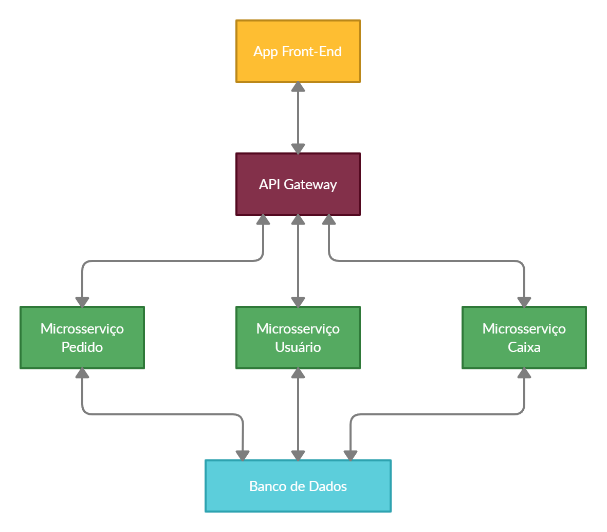 App Front-End
API Gateway
Microsserviço
Pedido
Microsserviço
Usuário
Microsserviço
Caixa
Banco de Dados